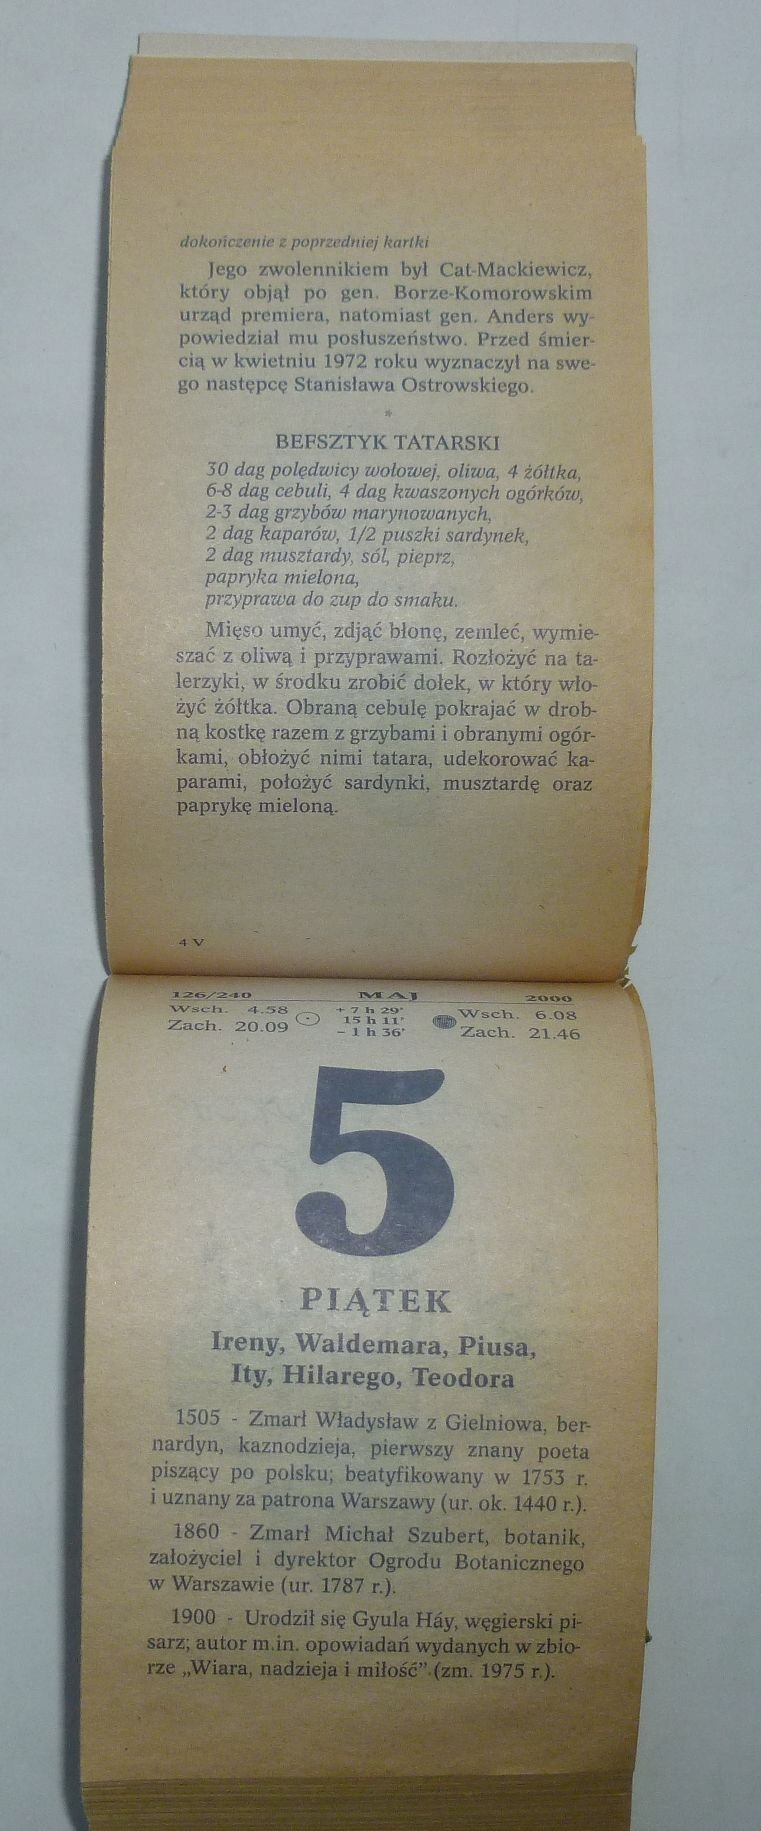 dokończenie z poprzedniej kartki
Jego zwolennikiem był Cat-Mackiewicz,
który objął po gen. Borze-Komorowskim
urząd premiera, natomiast gen. Anders wy-
powiedział mu posłuszeństwo. Przed śmier-
cią w kwietniu 1972 roku wyznaczył na swe-
go następcę Stanisława Ostrowskiego.
*
BEFSZTYK TATARSKI
30 dag polędwicy wołowej, oliwa, 4 żółtka,
6-8 dag cebuli, 4 dag kwaszonych ogórków,
2-3 dag grzybów marynowanych,
2 dag kaparów, 1/2 puszki sardynek,
2 dag musztardy, sól, pieprz,
papryka mielona,
przyprawa do zup do smaku.
Mięso umyć, zdjąć błonę, zemleć, wymie-
szać z oliwą i przyprawami. Rozłożyć na ta-
lerzyki, w środku zrobić dołek, w który wło-
żyć żółtka. Obraną cebulę pokrajać w drob-
ną kostkę razem z grzybami i obranymi ogór-
kami, obłożyć nimi tatara, udekorować ka-
parami, położyć sardynki, musztardę oraz
paprykę mieloną.
4 V
126/240 MAJ 2000
Wsch. 4.58 + 7 h 29' Wsch. 6.08
15 h 11'
Zach. 20.09 - 1 h 36' Zach. 21.46
5
PIĄTEK
Ireny, Waldemara, Piusa,
Ity, Hilarego, Teodora
1505 - Zmarł Władysław z Gielniowa, ber-
nardyn, kaznodzieja, pierwszy znany poeta
piszący po polsku; beatyfikowany w 1753 r.
i uznany za patrona Warszawy (ur. ok. 1440 r.).
1860 - Zmarł Michał Szubert, botanik,
założyciel i dyrektor Ogrodu Botanicznego
w Warszawie (ur. 1787 r.).
1900 - Urodził się Gyula Háy, węgierski pi-
sarz; autor m.in. opowiadań wydanych w zbio-
rze „Wiara, nadzieja i miłość” (zm. 1975 r.).